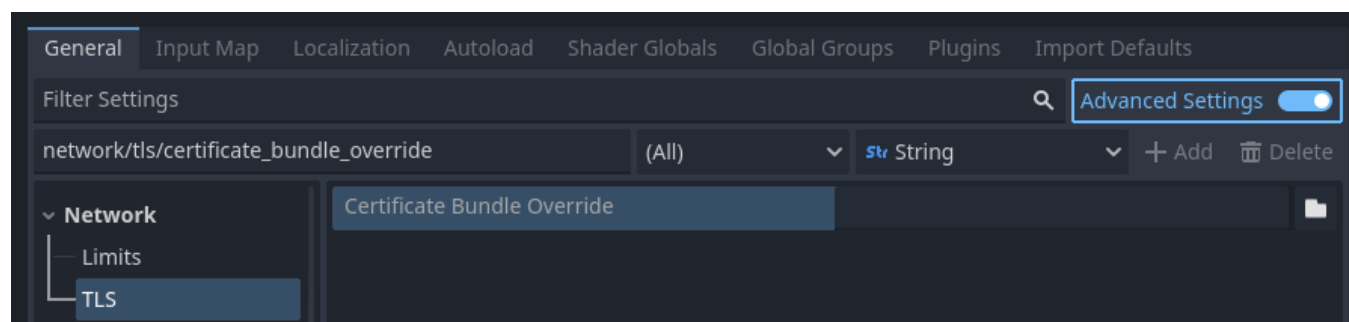 General Input Map Localization Autoload Shader Globals Global Groups Plugins Import Defaults
Filter Settings Advanced Settings
network/tls/certificate_bundle_override (All) Str String + Add Delete
Network Certificate Bundle Override
Limits
TLS